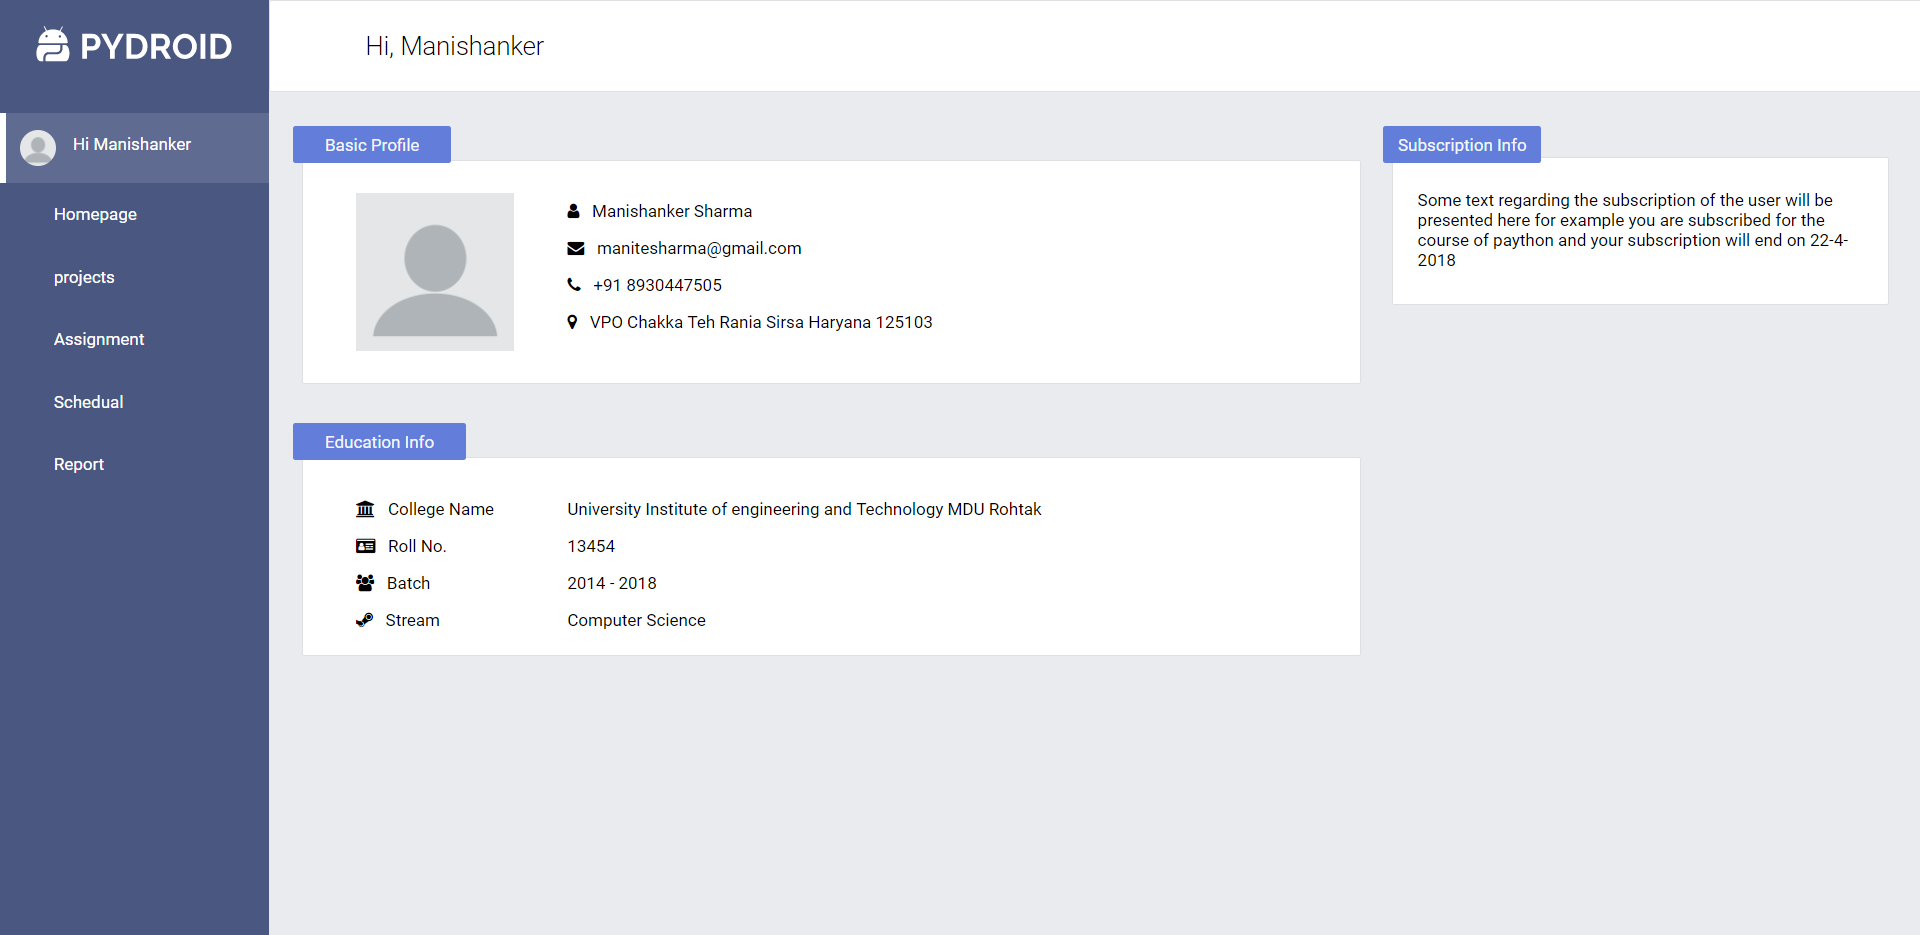 PYDROID
Hi, Manishanker
Hi Manishanker
Homepage
projects
Assignment
Schedual
Report
Basic Profile
Manishanker Sharma
manitesharma@gmail.com
+91 8930447505
VPO Chakka Teh Rania Sirsa Haryana 125103
Education Info
College Name University Institute of engineering and Technology MDU Rohtak
Roll No. 13454
Batch 2014 - 2018
Stream Computer Science
Subscription Info
Some text regarding the subscription of the user will be
presented here for example you are subscribed for the
course of paython and your subscription will end on 22-4-
2018